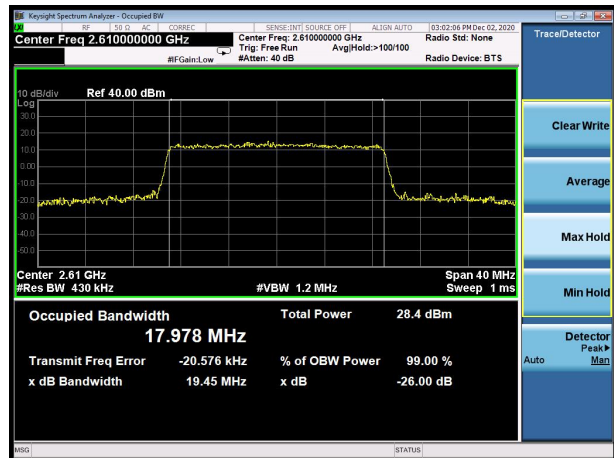 Keysight Spectrum Analyzer - Occupied BW
RF 50 Ω AC CORREC SENSE:INT SOURCE OFF ALIGN AUTO 03:02:06 PM Dec 02, 2020
Center Freq 2.610000000 GHz
Center Freq: 2.610000000 GHz
Radio Std: None
Trig: Free Run Avg|Hold:>100/100
#IFGain:Low #Atten: 40 dB Radio Device: BTS
Trace/Detector
10 dB/div Ref 40.00 dBm
Log
30.0
20.0
10.0
0.00
-10.0
-20.0
-30.0
-40.0
-50.0
Center 2.61 GHz Span 40 MHz
#Res BW 430 kHz #VBW 1.2 MHz Sweep 1 ms
Occupied Bandwidth Total Power 28.4 dBm
17.978 MHz
Transmit Freq Error -20.576 kHz % of OBW Power 99.00 %
x dB Bandwidth 19.45 MHz x dB -26.00 dB
Clear Write
Average
Max Hold
Min Hold
Detector
Peak▶
Auto Man
MSG STATUS